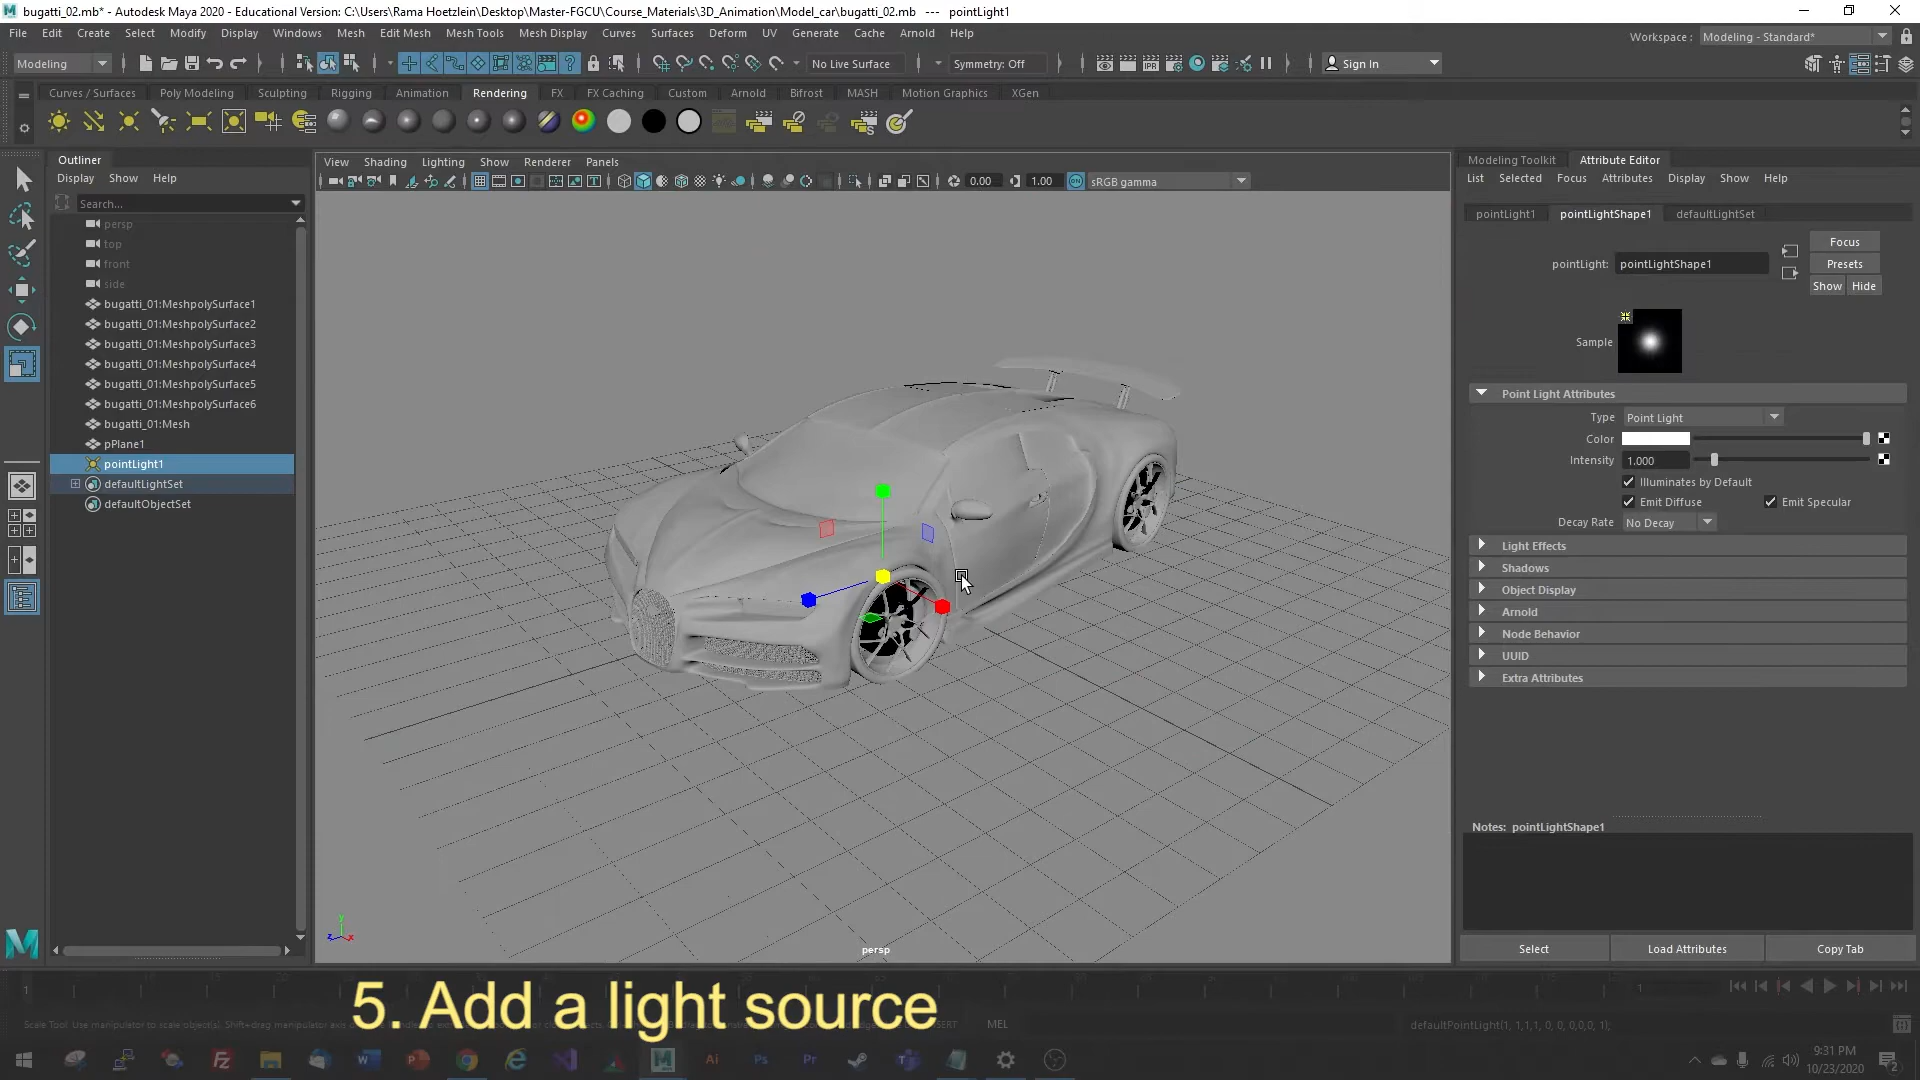 bugatti_02.mb* - Autodesk Maya 2020 - Educational Version: C:\Users\Rama Hoetzlein\Desktop\Master-FGCU\Course_Materials\3D_Animation\Model_car\bugatti_02.mb --- pointLight1
File Edit Create Select Modify Display Windows Mesh Edit Mesh Mesh Tools Mesh Display Curves Surfaces Deform UV Generate Cache Arnold Help
Workspace : Modeling - Standard*
Modeling No Live Surface Symmetry: Off Sign In
Curves / Surfaces Poly Modeling Sculpting Rigging Animation Rendering FX FX Caching Custom Arnold Bifrost MASH Motion Graphics XGen
Outliner
Display Show Help
Search...
persp
top
front
side
bugatti_01:MeshpolySurface1
bugatti_01:MeshpolySurface2
bugatti_01:MeshpolySurface3
bugatti_01:MeshpolySurface4
bugatti_01:MeshpolySurface5
bugatti_01:MeshpolySurface6
bugatti_01:Mesh
pPlane1
pointLight1
defaultLightSet
defaultObjectSet
View Shading Lighting Show Renderer Panels
0.00 1.00 sRGB gamma
persp
Modeling Toolkit Attribute Editor
List Selected Focus Attributes Display Show Help
pointLight1 pointLightShape1 defaultLightSet
Focus
pointLight: pointLightShape1 Presets
Show Hide
Sample
Point Light Attributes
Type Point Light
Color
Intensity 1.000
Illuminates by Default
Emit Diffuse Emit Specular
Decay Rate No Decay
Light Effects
Shadows
Object Display
Arnold
Node Behavior
UUID
Extra Attributes
Notes: pointLightShape1
Select Load Attributes Copy Tab
5. Add a light source
MEL
defaultPointLight(1, 1,1,1, 0, 0, 0,0,0, 1);
9:31 PM
10/23/2020